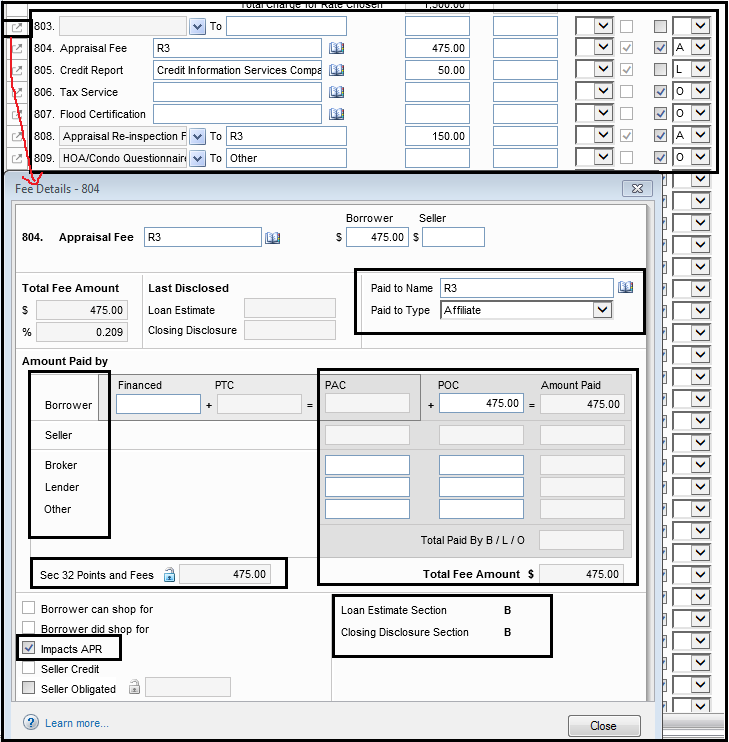 Total Charge for Rate Chosen 1,500.00
803. To
804. Appraisal Fee R3 475.00 A
805. Credit Report Credit Information Services Compa 50.00 L
806. Tax Service O
807. Flood Certification O
808. Appraisal Re-inspection F To R3 150.00 A
809. HOA/Condo Questionnaire To Other O
Fee Details - 804
Borrower Seller
804. Appraisal Fee R3 $ 475.00 $
Total Fee Amount Last Disclosed Paid to Name R3
$ 475.00 Loan Estimate Paid to Type Affiliate
% 0.209 Closing Disclosure
Amount Paid by
Financed PTC PAC POC Amount Paid
Borrower + = + 475.00 = 475.00
Seller
Broker
Lender
Other
Total Paid By B / L / O
Sec 32 Points and Fees 475.00 Total Fee Amount $ 475.00
Borrower can shop for Loan Estimate Section B
Borrower did shop for Closing Disclosure Section B
Impacts APR
Seller Credit
Seller Obligated
? Learn more... Close